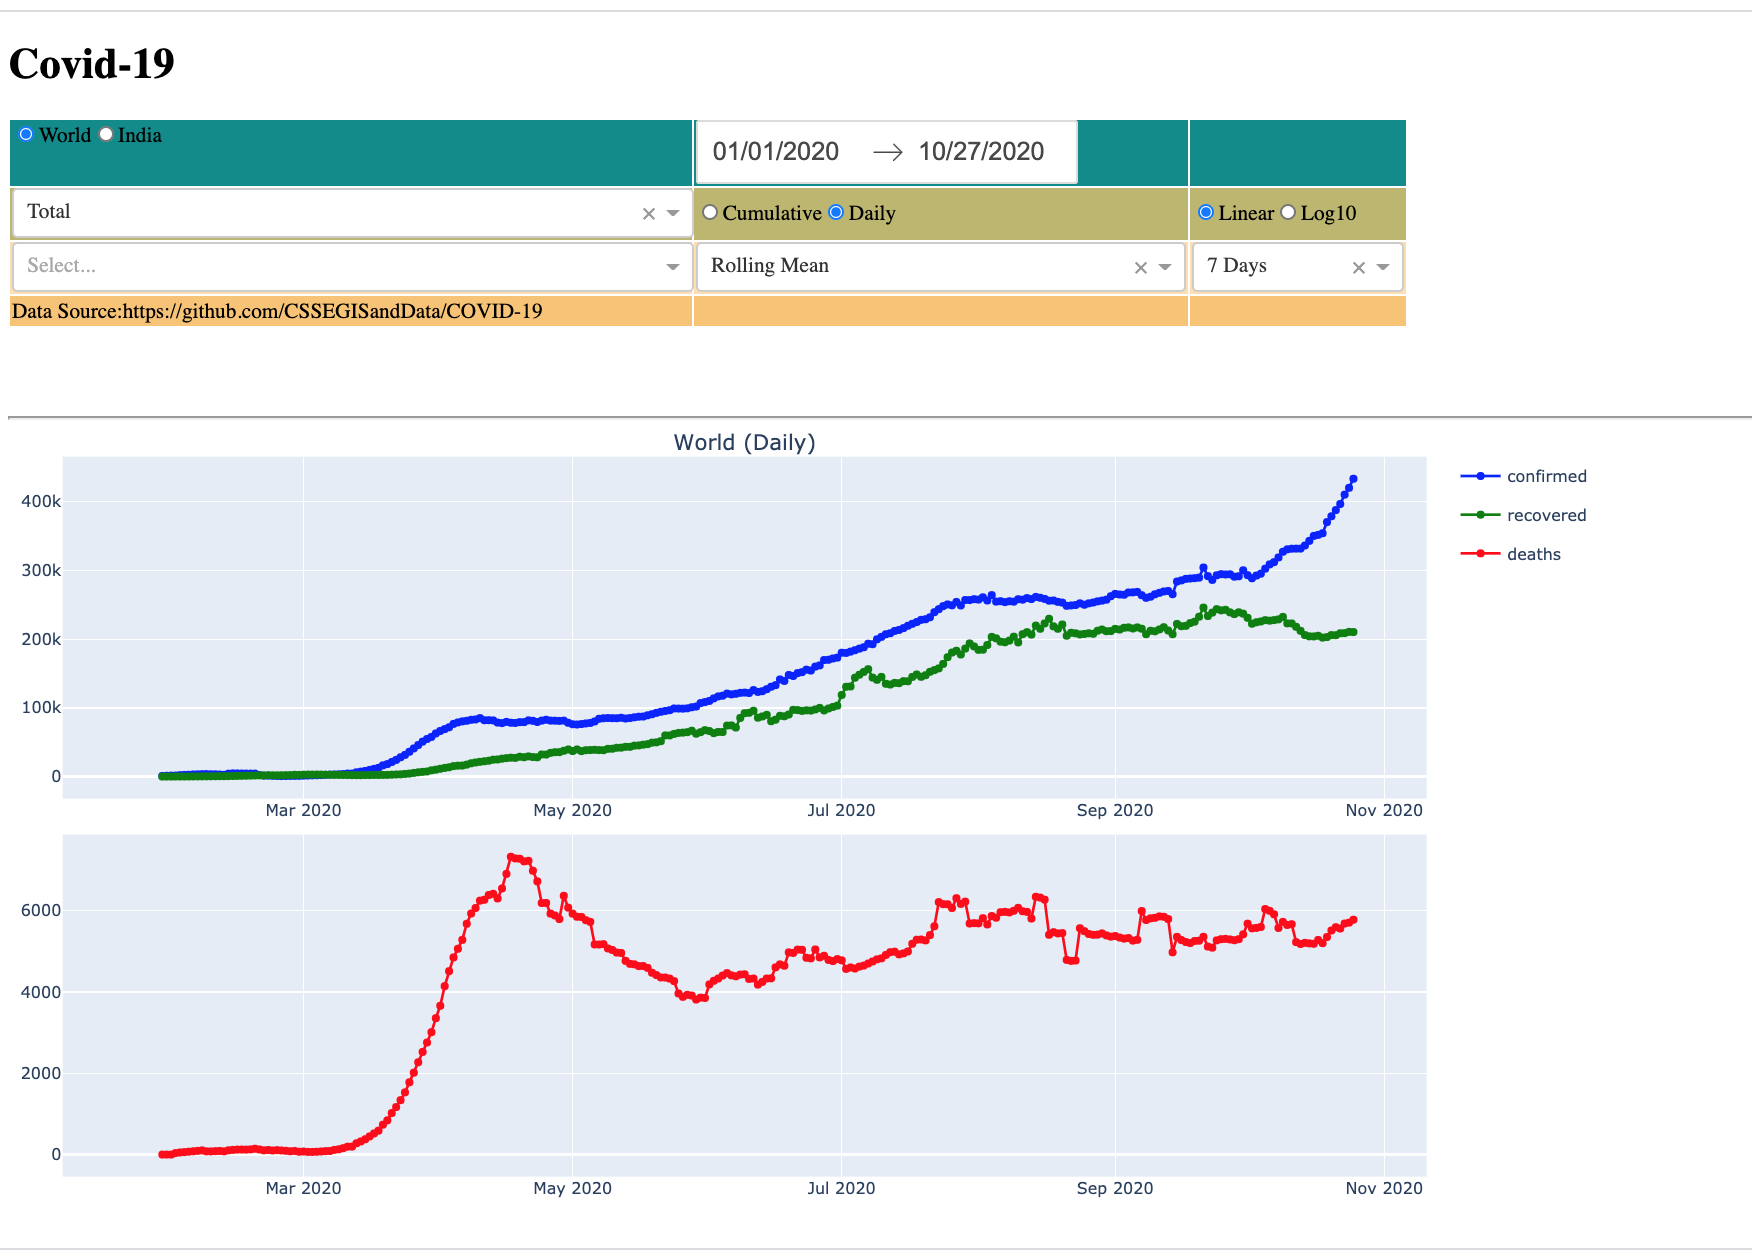 Covid-19
World India
01/01/2020 → 10/27/2020
Total × Cumulative Daily Linear Log10
Select... Rolling Mean × 7 Days ×
Data Source:https://github.com/CSSEGISandData/COVID-19
World (Daily)
confirmed
recovered
deaths
400k
300k
200k
100k
0
Mar 2020 May 2020 Jul 2020 Sep 2020 Nov 2020
6000
4000
2000
0
Mar 2020 May 2020 Jul 2020 Sep 2020 Nov 2020